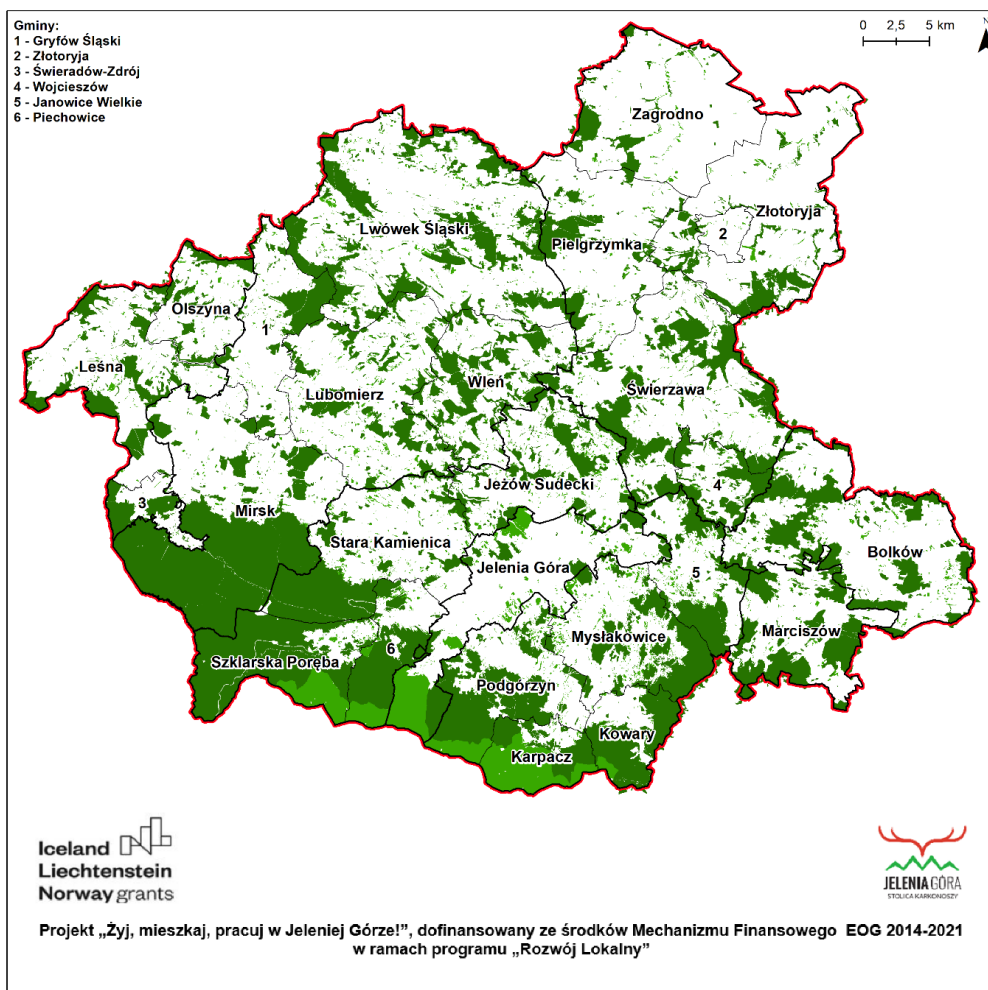 Gminy:
1 - Gryfów Śląski
2 - Złotoryja
3 - Świeradów-Zdrój
4 - Wojcieszów
5 - Janowice Wielkie
6 - Piechowice
0 2,5 5 km
N
Zagrodno
Lwówek Śląski
Pielgrzymka
Złotoryja
2
Olszyna
1
Leśna
Lubomierz
Wleń
Świerzawa
Jeżów Sudecki
4
3
Mirsk
Stara Kamienica
Jelenia Góra
5
Bolków
Mysłakowice
Marciszów
6
Szklarska Poręba
Podgórzyn
Kowary
Karpacz
Iceland
Liechtenstein
Norway grants
JELENIA GÓRA
STOLICA KARKONOSZY
Projekt „Żyj, mieszkaj, pracuj w Jeleniej Górze!”, dofinansowany ze środków Mechanizmu Finansowego EOG 2014-2021
w ramach programu „Rozwój Lokalny”